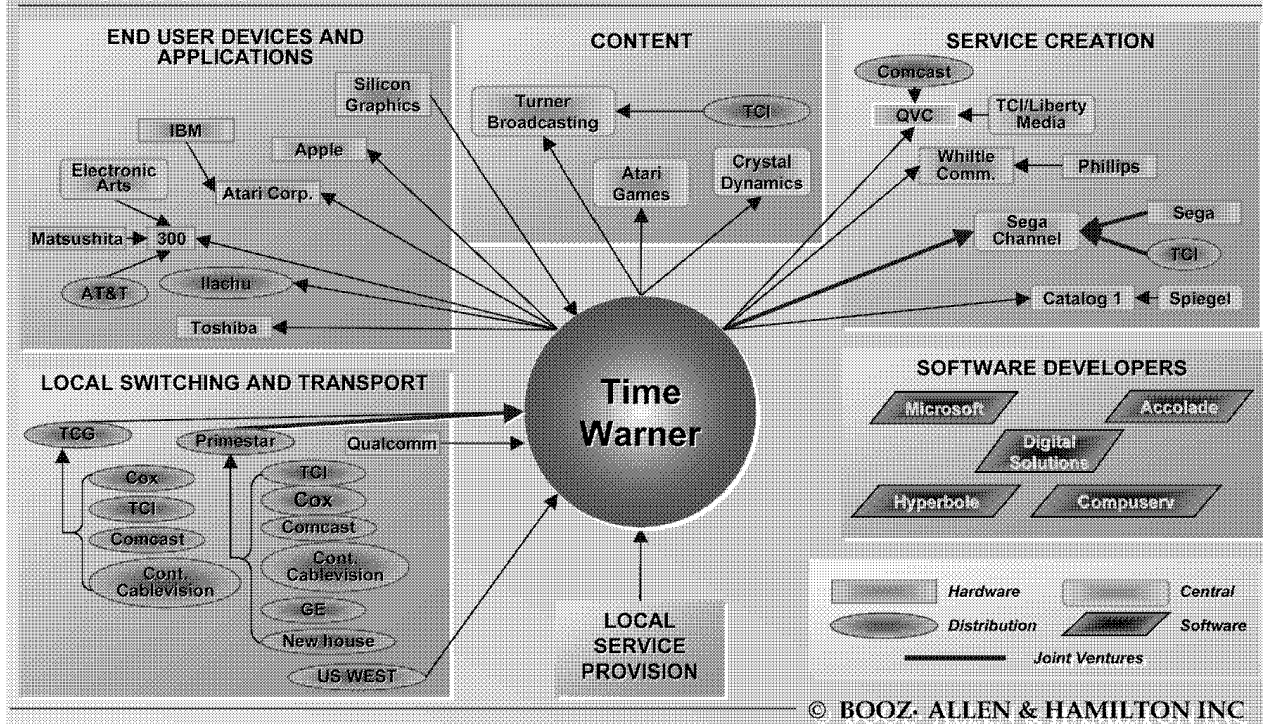 END USER DEVICES AND
APPLICATIONS
Silicon
Graphics
IBM
Apple
Electronic
Arts
Atari Corp.
Matsushita
300
AT&T
Ilachu
Toshiba
CONTENT
Turner
Broadcasting
TCI
Atari
Games
Crystal
Dynamics
SERVICE CREATION
Comcast
QVC
TCI/Liberty
Media
Whiltle
Comm.
Phillips
Sega
Channel
Sega
TCI
Catalog 1
Spiegel
LOCAL SWITCHING AND TRANSPORT
TCG
Primestar
Qualcomm
Cox
TCI
Comcast
Cont.
Cablevision
TCI
Cox
Comcast
Cont.
Cablevision
GE
New house
US WEST
Time
Warner
LOCAL
SERVICE
PROVISION
SOFTWARE DEVELOPERS
Microsoft
Accolade
Digital
Solutions
Hyperbole
Compuserv
Hardware
Central
Distribution
Software
Joint Ventures
© BOOZ· ALLEN & HAMILTON INC